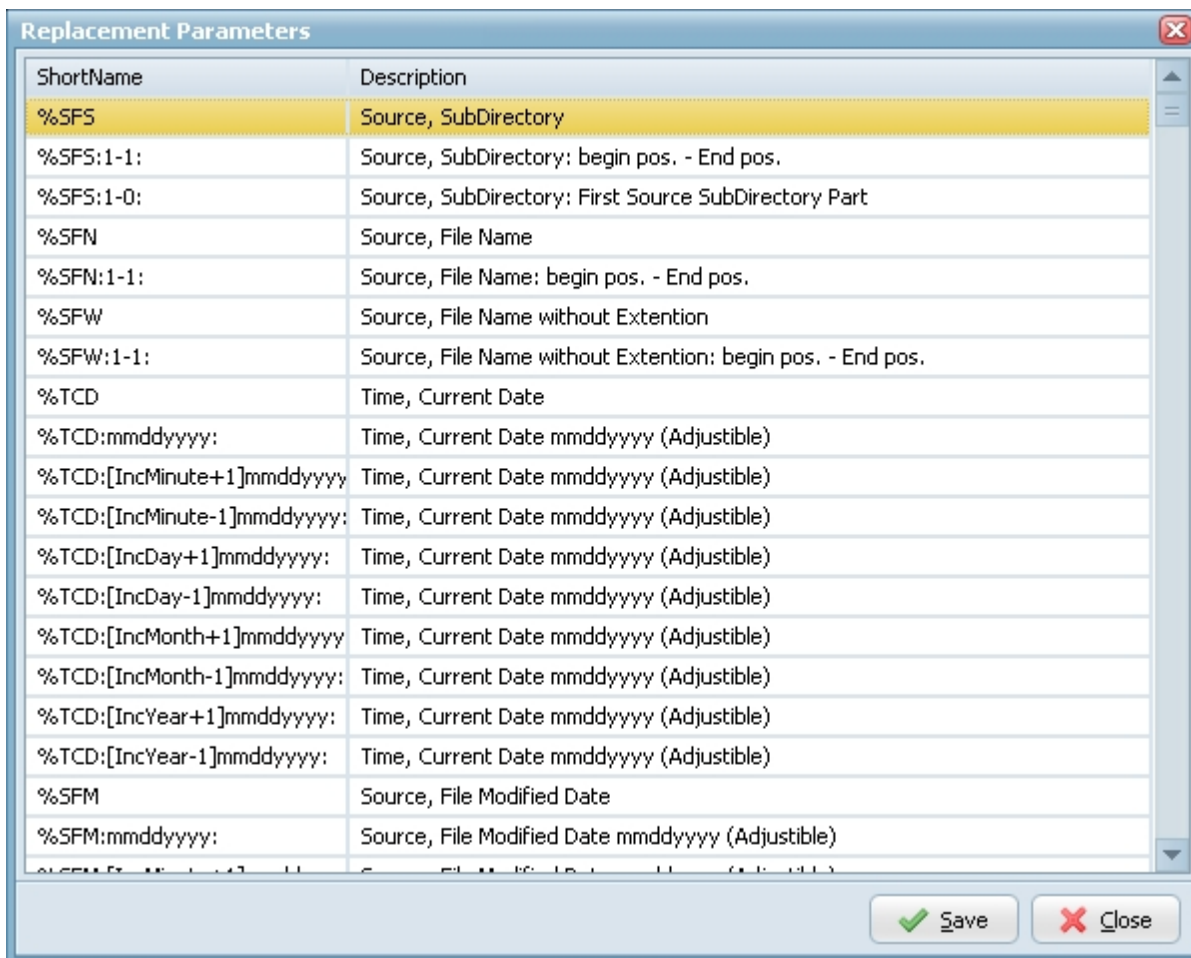 Replacement Parameters
ShortName Description
%SFS Source, SubDirectory
%SFS:1-1: Source, SubDirectory: begin pos. - End pos.
%SFS:1-0: Source, SubDirectory: First Source SubDirectory Part
%SFN Source, File Name
%SFN:1-1: Source, File Name: begin pos. - End pos.
%SFW Source, File Name without Extention
%SFW:1-1: Source, File Name without Extention: begin pos. - End pos.
%TCD Time, Current Date
%TCD:mmddyyyy: Time, Current Date mmddyyyy (Adjustible)
%TCD:[IncMinute+1]mmddyyyy Time, Current Date mmddyyyy (Adjustible)
%TCD:[IncMinute-1]mmddyyyy: Time, Current Date mmddyyyy (Adjustible)
%TCD:[IncDay+1]mmddyyyy: Time, Current Date mmddyyyy (Adjustible)
%TCD:[IncDay-1]mmddyyyy: Time, Current Date mmddyyyy (Adjustible)
%TCD:[IncMonth+1]mmddyyyy Time, Current Date mmddyyyy (Adjustible)
%TCD:[IncMonth-1]mmddyyyy: Time, Current Date mmddyyyy (Adjustible)
%TCD:[IncYear+1]mmddyyyy: Time, Current Date mmddyyyy (Adjustible)
%TCD:[IncYear-1]mmddyyyy: Time, Current Date mmddyyyy (Adjustible)
%SFM Source, File Modified Date
%SFM:mmddyyyy: Source, File Modified Date mmddyyyy (Adjustible)
Save Close